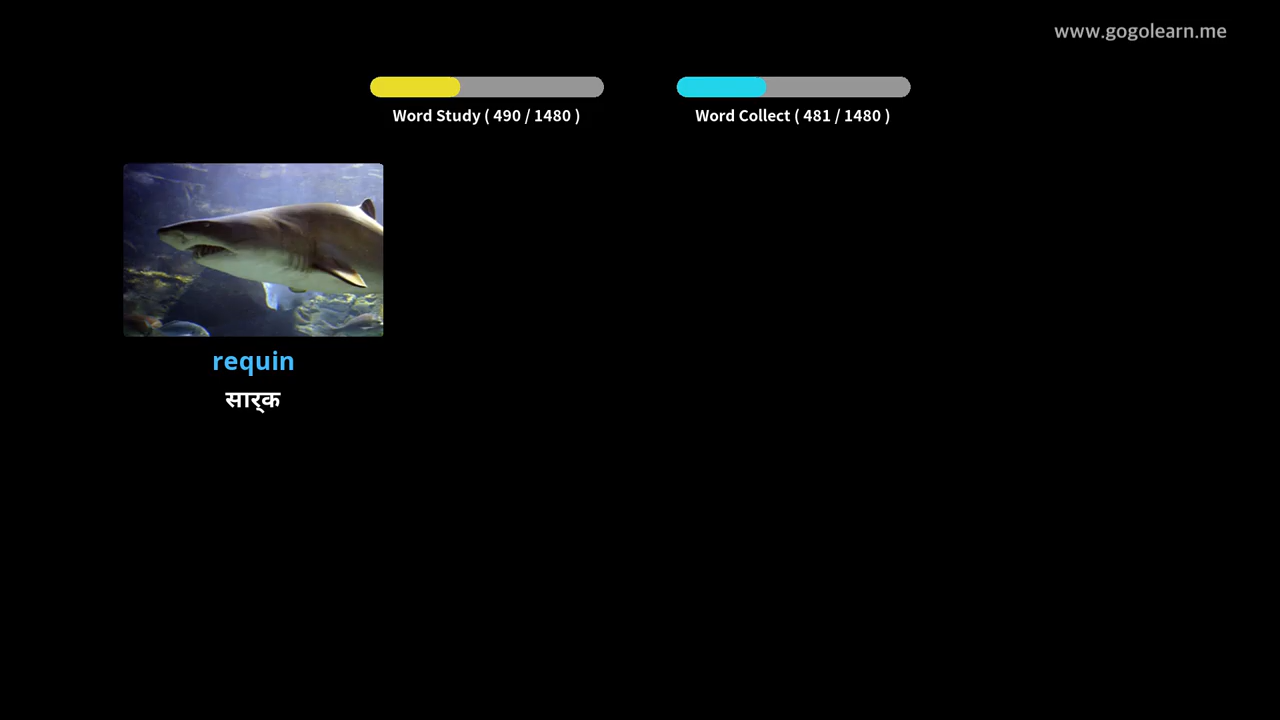 www.gogolearn.me
Word Study ( 490 / 1480 )
Word Collect ( 481 / 1480 )
requin
सार्क